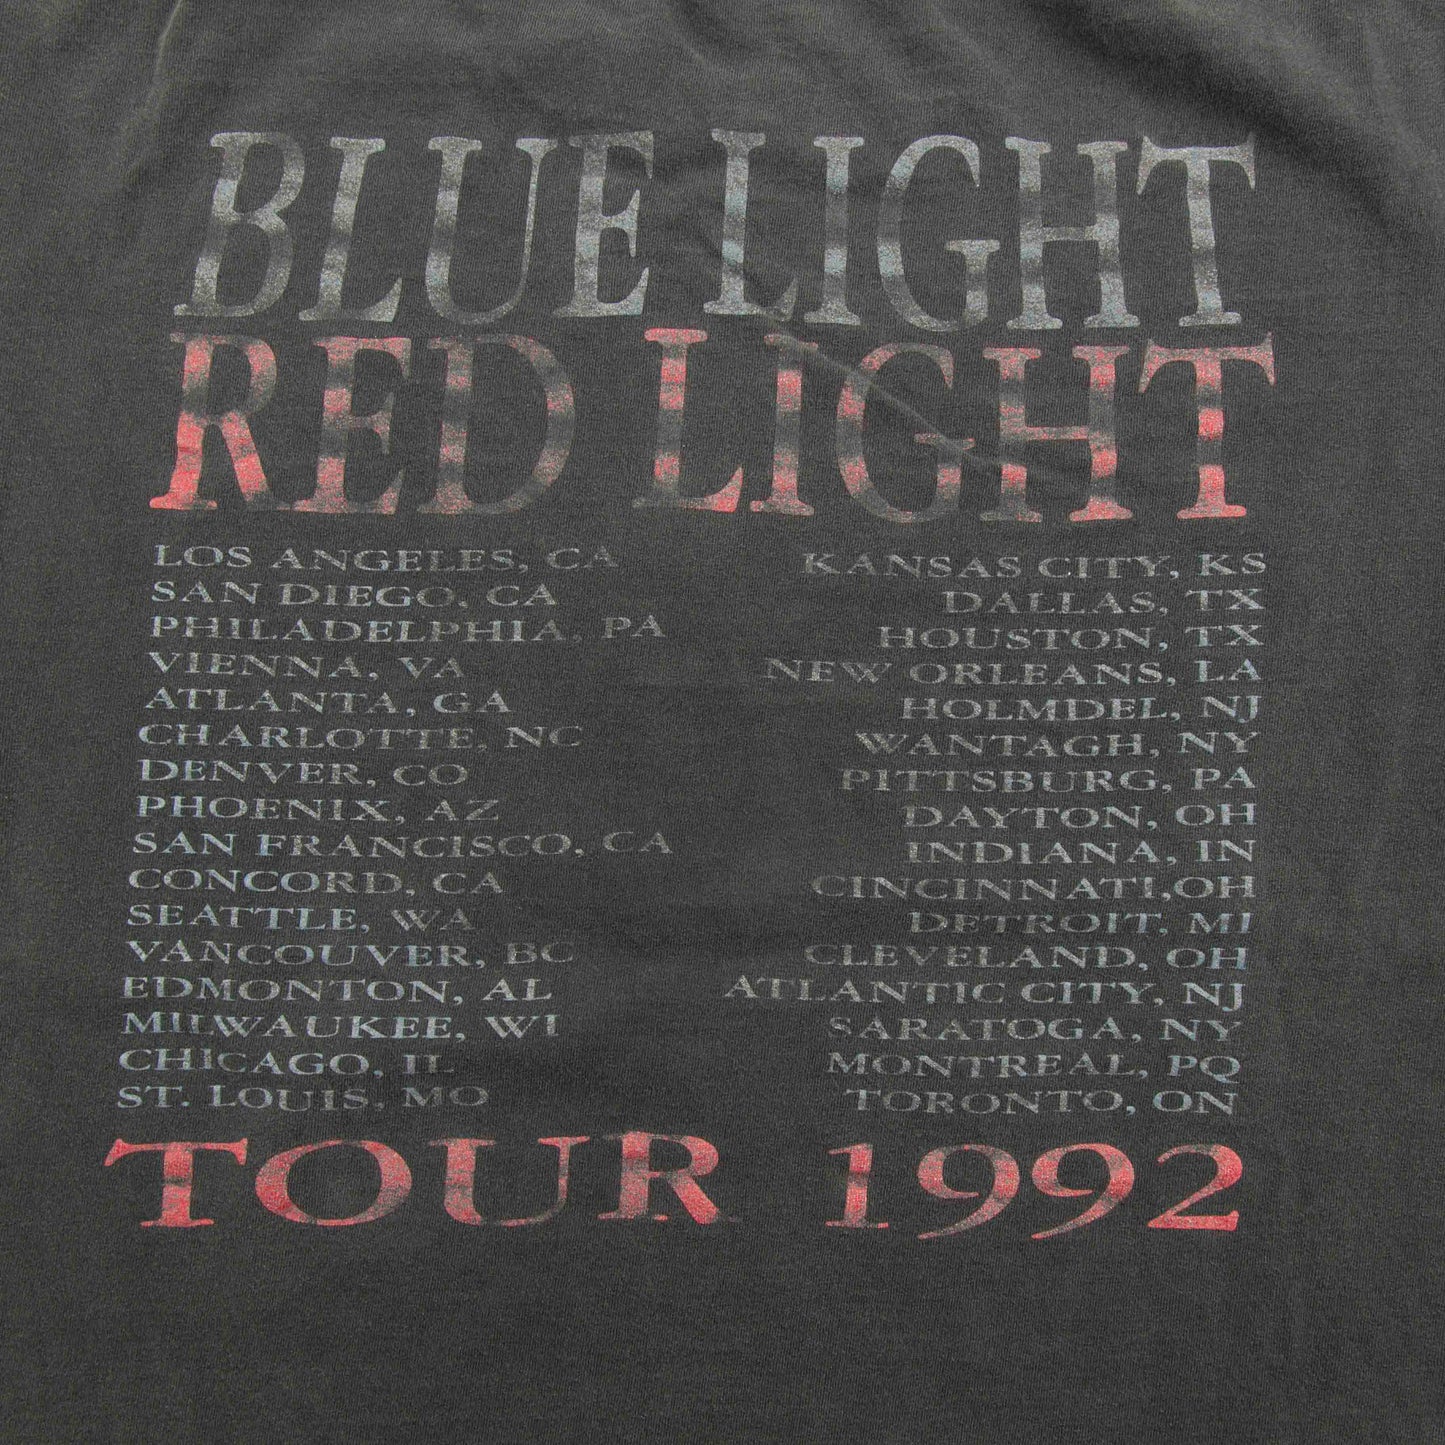 BLUE LIGHT
RED LIGHT
LOS ANGELES, CA
SAN DIEGO, CA
PHILADELPHIA, PA
VIENNA, VA
ATLANTA, GA
CHARLOTTE, NC
DENVER, CO
PHOENIX, AZ
SAN FRANCISCO, CA
CONCORD, CA
SEATTLE, WA
VANCOUVER, BC
EDMONTON, AL
MILWAUKEE, WI
CHICAGO, IL
ST. LOUIS, MO
KANSAS CITY, KS
DALLAS, TX
HOUSTON, TX
NEW ORLEANS, LA
HOLMDEL, NJ
WANTAGH, NY
PITTSBURG, PA
DAYTON, OH
INDIANA, IN
CINCINNATI,OH
DETROIT, MI
CLEVELAND, OH
ATLANTIC CITY, NJ
SARATOGA, NY
MONTREAL, PQ
TORONTO, ON
TOUR 1992